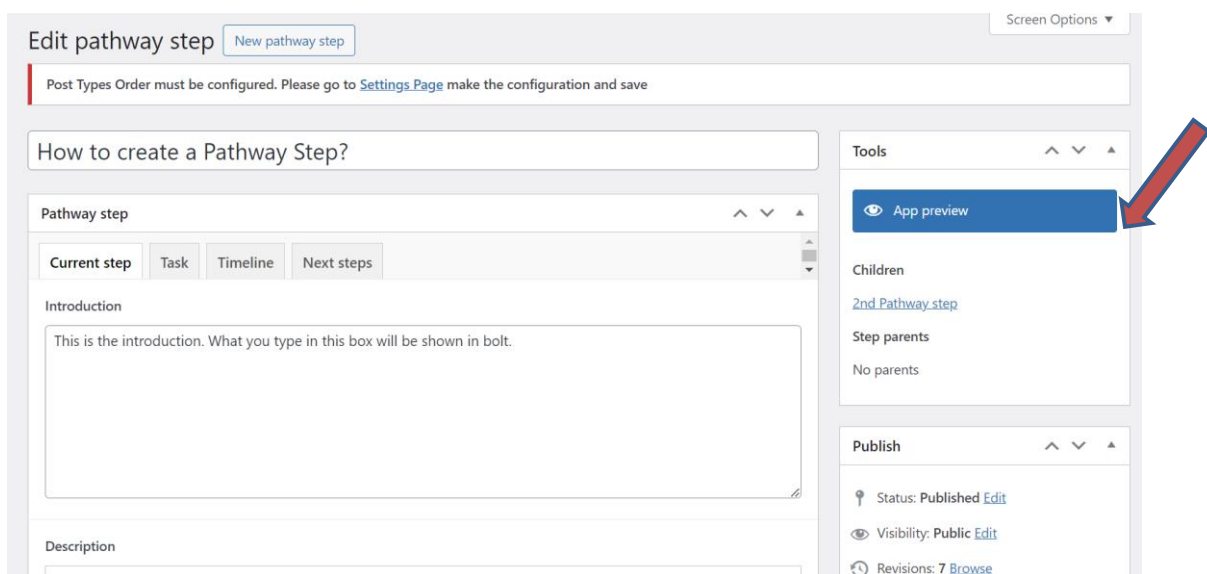 Screen Options ▼
Edit pathway step
New pathway step
Post Types Order must be configured. Please go to Settings Page make the configuration and save
How to create a Pathway Step?
Pathway step
Current step
Task
Timeline
Next steps
Introduction
This is the introduction. What you type in this box will be shown in bolt.
Description
Tools
App preview
Children
2nd Pathway step
Step parents
No parents
Publish
Status: Published Edit
Visibility: Public Edit
Revisions: 7 Browse